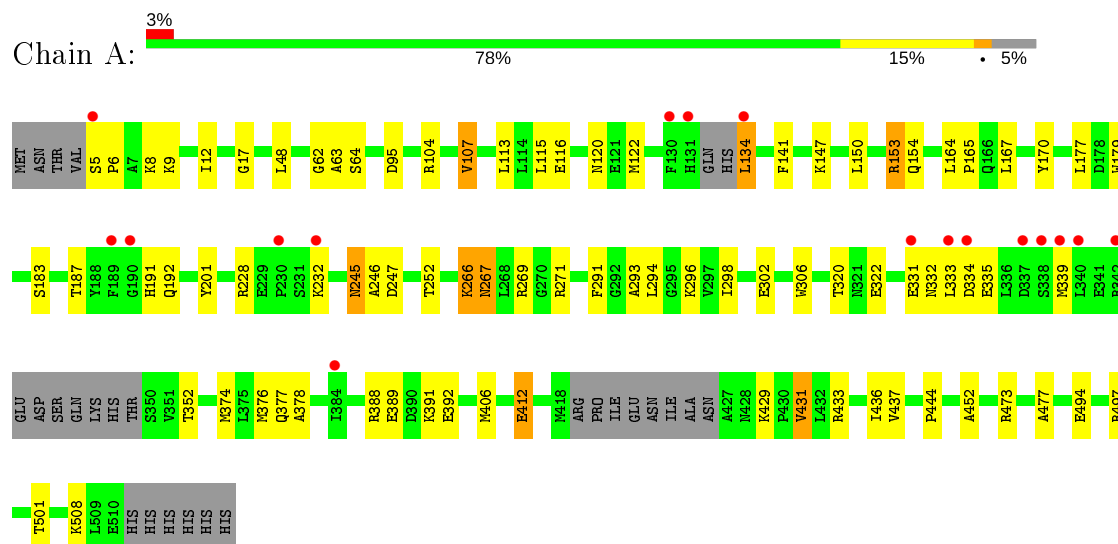 3%
Chain A:
78% 15% • 5%
MET ASN THR VAL S5 P6 A7 K8 K9 I12 G17 L48 G62 A63 S64 D95 R104 V107 L113 L114 L115 E116 N120 E121 M122 F130 H131 GLN HIS L134 F141 K147 L150 R153 Q154 L164 P165 Q166 L167 Y170 L177 D178
S183 T187 Y188 F189 G190 H191 Q192 Y201 R228 E229 P230 S231 K232 N245 A246 D247 T252 K266 N267 L268 R269 G270 R271 F291 G292 A293 L294 G295 K296 V297 I298 E302 W306 T320 N321 E322 E331 N332 L333 D334 E335 L336 D337 S338 M339 L340 E341
GLU ASP SER GLN LYS HIS THR S350 V351 T352 M374 L375 M376 Q377 A378 I384 R388 E389 D390 K391 E392 M406 E412 M418 ARG PRO ILE GLU ASN ILE ALA ASN A427 N428 K429 P430 V431 L432 R433 I436 V437 P444 A452 R473 A477 E494
T501 K508 L509 E510 HIS HIS HIS HIS HIS HIS